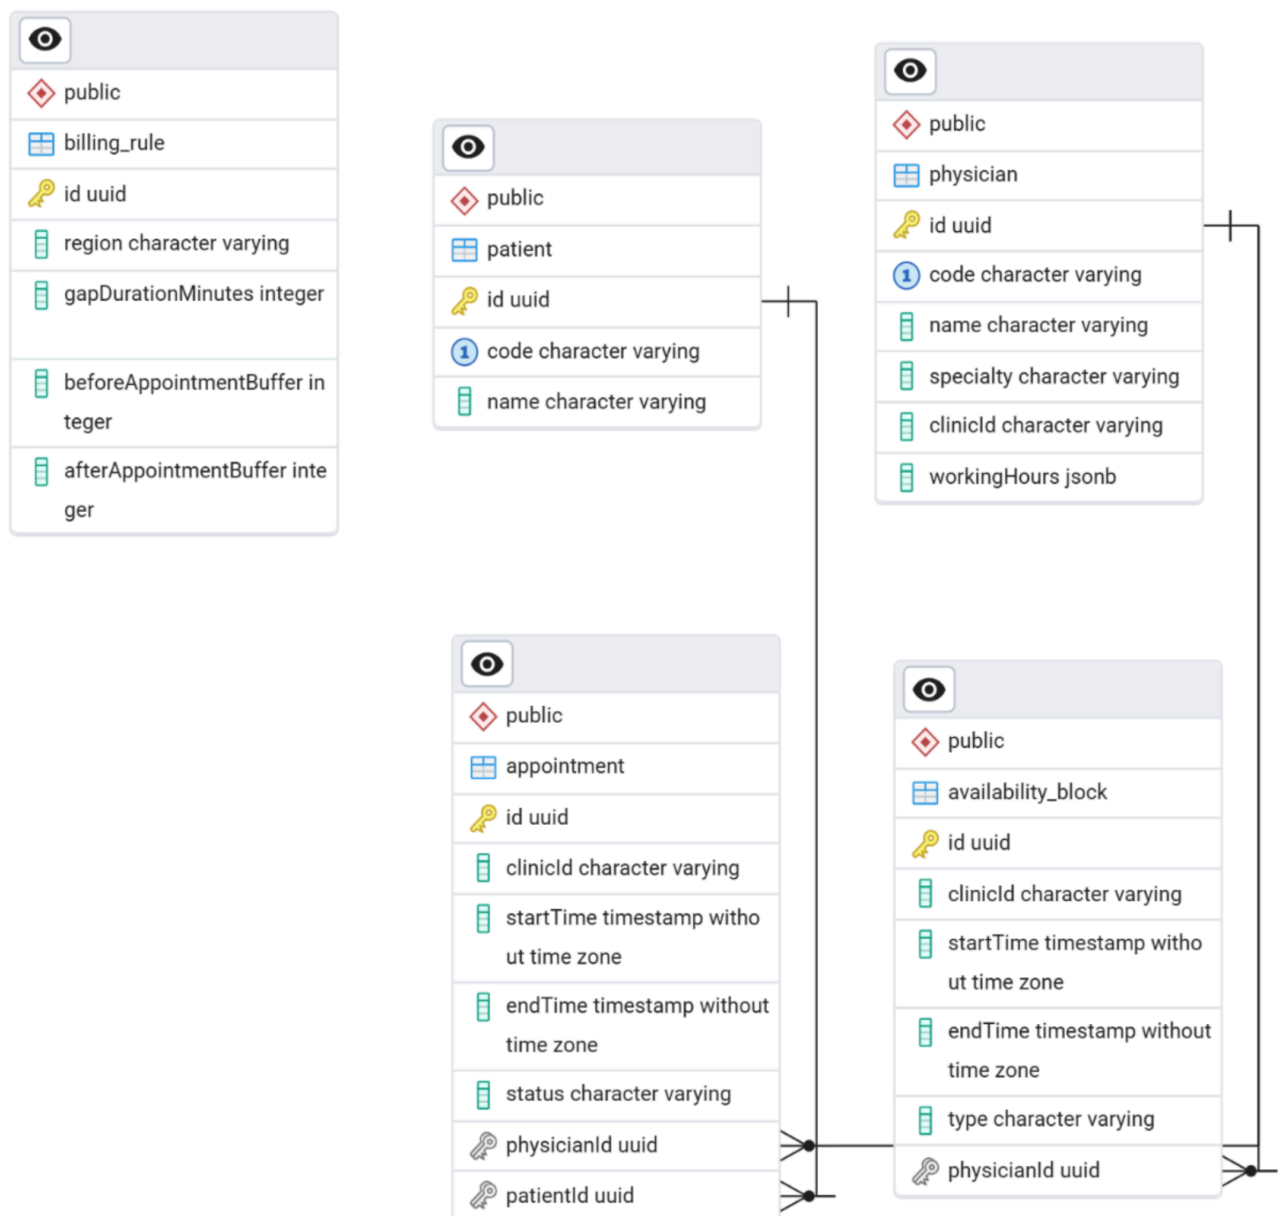 public
billing_rule
id uuid
region character varying
gapDurationMinutes integer
beforeAppointmentBuffer in
teger
afterAppointmentBuffer inte
ger
public
patient
id uuid
1 code character varying
name character varying
public
physician
id uuid
1 code character varying
name character varying
specialty character varying
clinicId character varying
workingHours jsonb
public
appointment
id uuid
clinicId character varying
startTime timestamp witho
ut time zone
endTime timestamp without
time zone
status character varying
physicianId uuid
patientId uuid
public
availability_block
id uuid
clinicId character varying
startTime timestamp witho
ut time zone
endTime timestamp without
time zone
type character varying
physicianId uuid